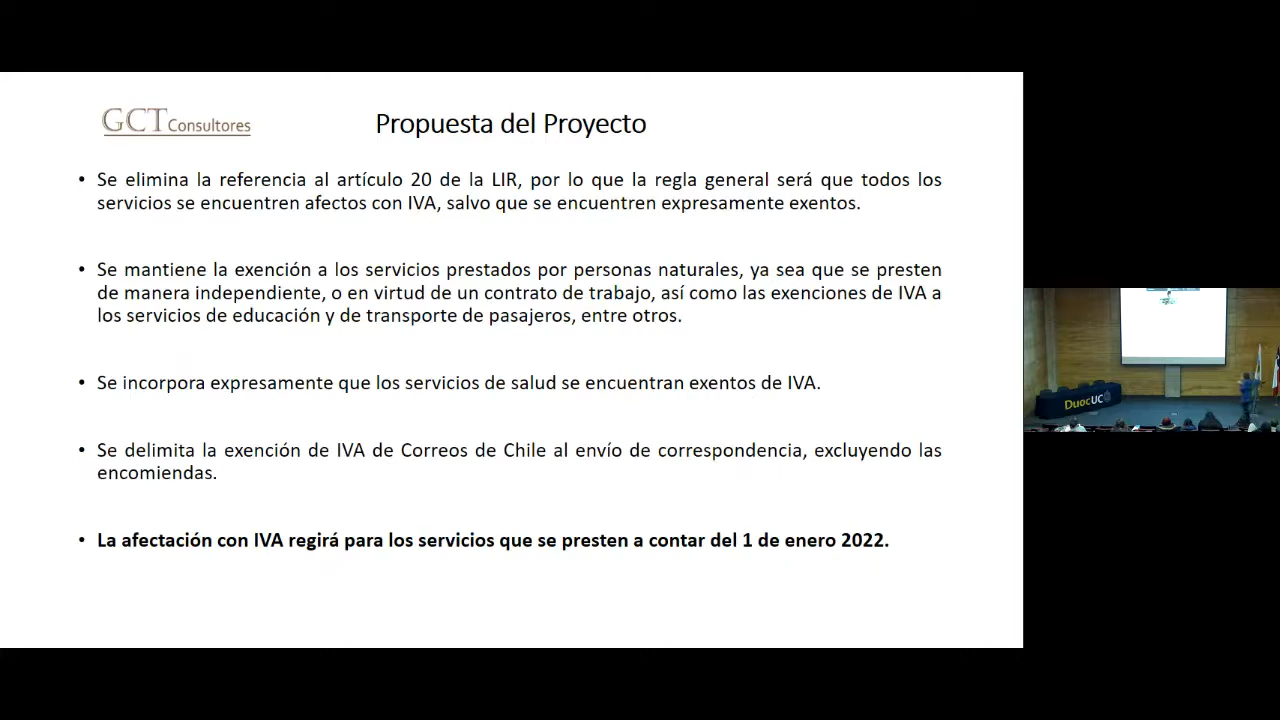 GCT Consultores
Propuesta del Proyecto
• Se elimina la referencia al artículo 20 de la LIR, por lo que la regla general será que todos los
servicios se encuentren afectos con IVA, salvo que se encuentren expresamente exentos.
• Se mantiene la exención a los servicios prestados por personas naturales, ya sea que se presten
de manera independiente, o en virtud de un contrato de trabajo, así como las exenciones de IVA a
los servicios de educación y de transporte de pasajeros, entre otros.
• Se incorpora expresamente que los servicios de salud se encuentran exentos de IVA.
• Se delimita la exención de IVA de Correos de Chile al envío de correspondencia, excluyendo las
encomiendas.
• La afectación con IVA regirá para los servicios que se presten a contar del 1 de enero 2022.
DuocUC